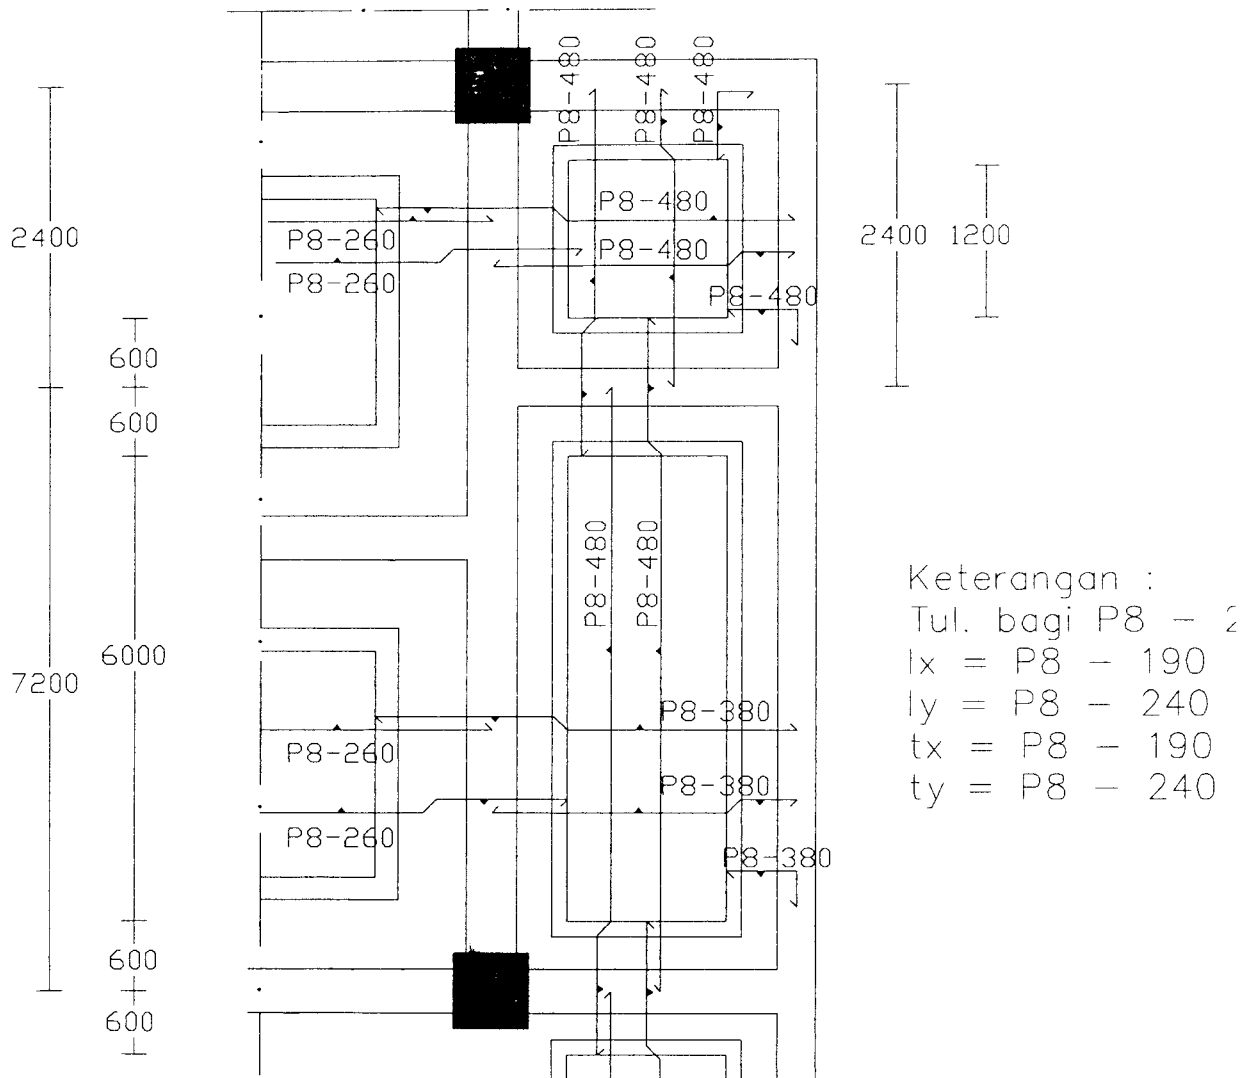 P8-480
P8-480
P8-480
P8-480
2400
P8-260
P8-480
2400 1200
P8-260
P8-480
600
600
P8-480
P8-480
6000
7200
P8-380
P8-260
P8-380
P8-260
P8-380
600
600
Keterangan :
Tul. bagi P8 - 2
lx = P8 - 190
ly = P8 - 240
tx = P8 - 190
ty = P8 - 240